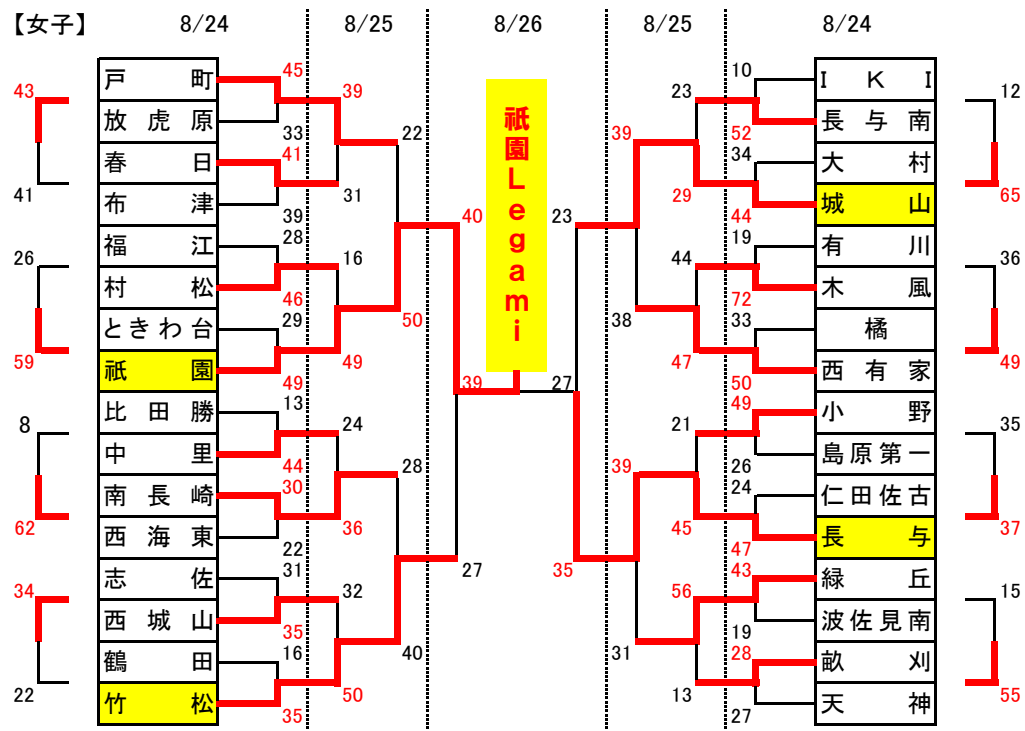 【女子】 8/24 8/25 8/26 8/25 8/24
戸町 45 10 IKI
43 39 23 12
放虎原 33 52 長与南
祇園Legami
春日 41 22 39 34 大村
41 31 29 65
布津 39 44 城山
福江 28 40 23 19 有川
26 16 44 36
村松 46 72 木風
ときわ台 29 50 38 33 橘
59 49 47 49
祇園 49 50 西有家
39 27
比田勝 13 49 小野
8 24 21 35
中里 44 26 島原第一
南長崎 30 28 39 24 仁田佐古
62 36 45 37
西海東 22 47 長与
志佐 31 27 35 43 緑丘
34 32 56 15
西城山 35 19 波佐見南
鶴田 16 40 31 28 畝刈
22 50 13 55
竹松 35 27 天神